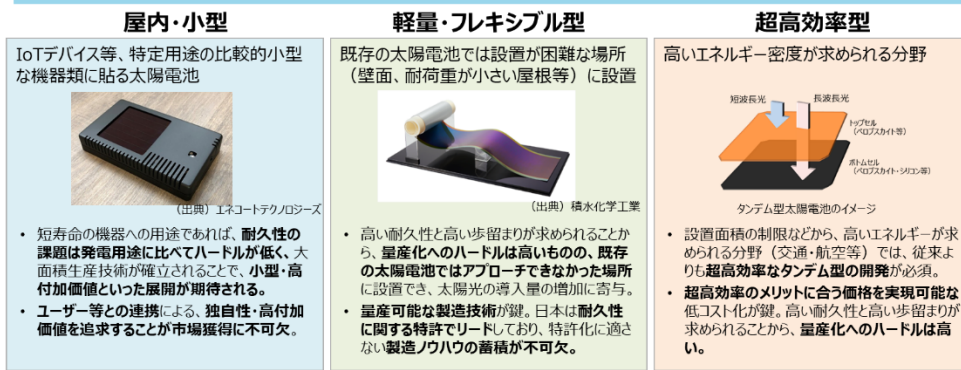 屋内・小型
IoTデバイス等、特定用途の比較的小型
な機器類に貼る太陽電池
（出典）エネコートテクノロジーズ
• 短寿命の機器への用途であれば、耐久性の
課題は発電用途に比べてハードルが低く、大
面積生産技術が確立されることで、小型・高
付加価値といった展開が期待される。
• ユーザー等との連携による、独自性・高付加
価値を追求することが市場獲得に不可欠。
軽量・フレキシブル型
既存の太陽電池では設置が困難な場所
（壁面、耐荷重が小さい屋根等）に設置
（出典）積水化学工業
• 高い耐久性と高い歩留まりが求められることか
ら、量産化へのハードルは高いものの、既存
の太陽電池ではアプローチできなかった場所
に設置でき、太陽光の導入量の増加に寄与。
• 量産可能な製造技術が鍵。日本は耐久性
に関する特許でリードしており、特許化に適さ
ない製造ノウハウの蓄積が不可欠。
超高効率型
高いエネルギー密度が求められる分野
短波長光
長波長光
トップセル
（ペロブスカイト等）
ボトムセル
（ペロブスカイト・シリコン等）
タンデム型太陽電池のイメージ
• 設置面積の制限などから、高いエネルギーが求
められる分野（交通・航空等）では、従来よ
りも超高効率なタンデム型の開発が必須。
• 超高効率のメリットに合う価格を実現可能な
低コスト化が鍵。高い耐久性と高い歩留まりが
求められることから、量産化へのハードルは高
い。